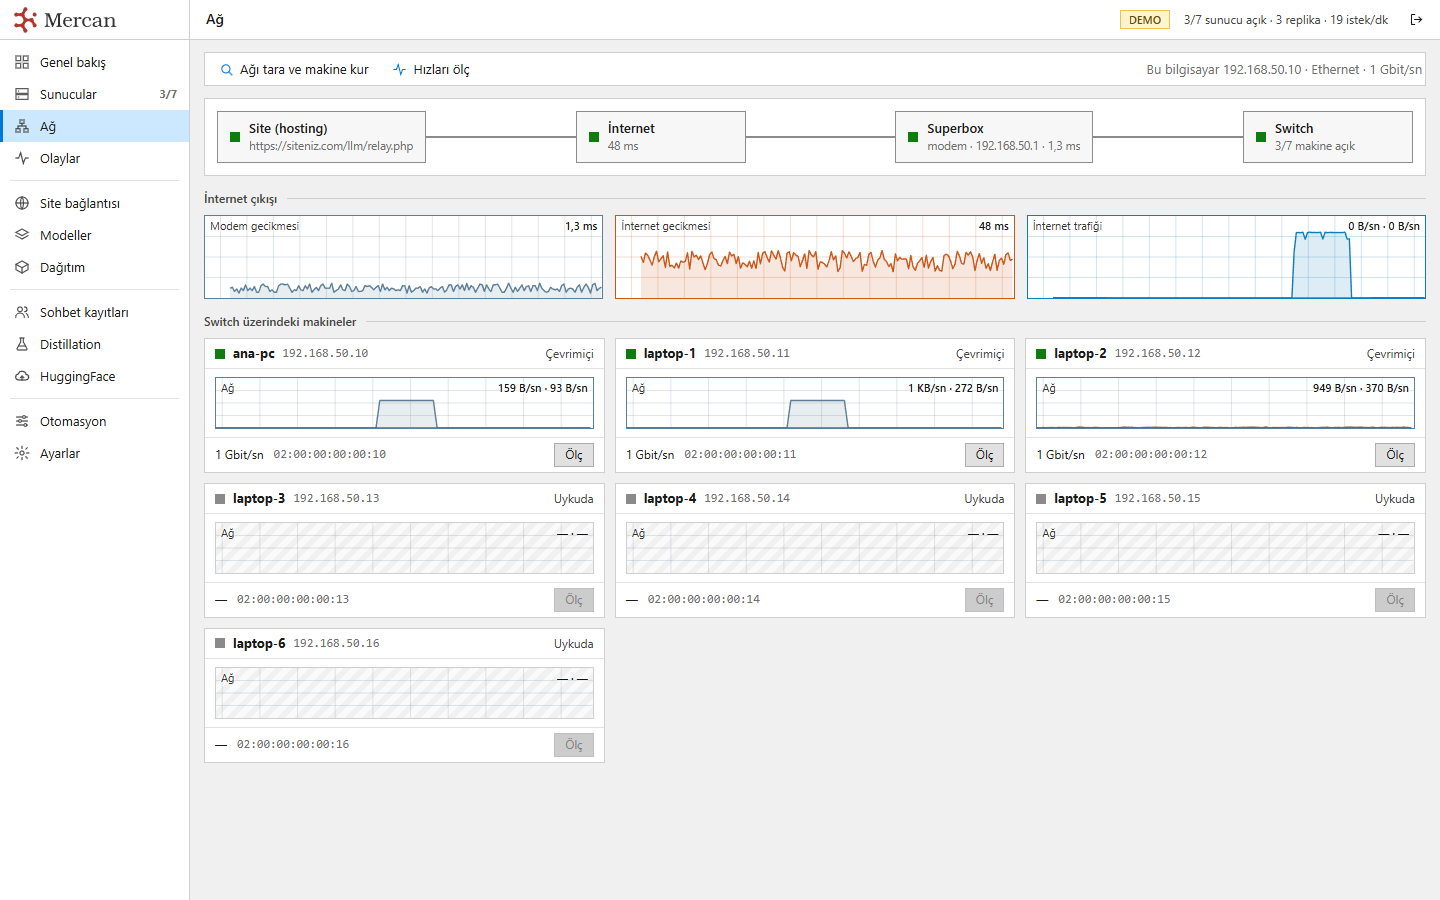 Mercan
Ağ
DEMO
3/7 sunucu açık · 3 replika · 19 istek/dk
Genel bakış
Sunucular 3/7
Ağ
Olaylar
Site bağlantısı
Modeller
Dağıtım
Sohbet kayıtları
Distillation
HuggingFace
Otomasyon
Ayarlar
Ağı tara ve makine kur
Hızları ölç
Bu bilgisayar 192.168.50.10 · Ethernet · 1 Gbit/sn
Site (hosting)
https://siteniz.com/llm/relay.php
İnternet
48 ms
Superbox
modem · 192.168.50.1 · 1,3 ms
Switch
3/7 makine açık
İnternet çıkışı
Modem gecikmesi 1,3 ms
İnternet gecikmesi 48 ms
İnternet trafiği 0 B/sn · 0 B/sn
Switch üzerindeki makineler
ana-pc 192.168.50.10 Çevrimiçi
Ağ 159 B/sn · 93 B/sn
1 Gbit/sn 02:00:00:00:00:10 Ölç
laptop-1 192.168.50.11 Çevrimiçi
Ağ 1 KB/sn · 272 B/sn
1 Gbit/sn 02:00:00:00:00:11 Ölç
laptop-2 192.168.50.12 Çevrimiçi
Ağ 949 B/sn · 370 B/sn
1 Gbit/sn 02:00:00:00:00:12 Ölç
laptop-3 192.168.50.13 Uykuda
Ağ — · —
— 02:00:00:00:00:13 Ölç
laptop-4 192.168.50.14 Uykuda
Ağ — · —
— 02:00:00:00:00:14 Ölç
laptop-5 192.168.50.15 Uykuda
Ağ — · —
— 02:00:00:00:00:15 Ölç
laptop-6 192.168.50.16 Uykuda
Ağ — · —
— 02:00:00:00:00:16 Ölç